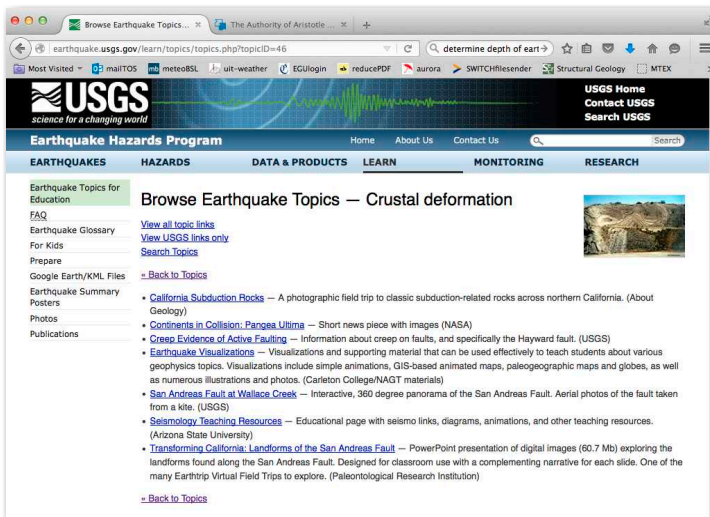 Browse Earthquake Topics... ×
The Authority of Aristotle ... ×
+
earthquake.usgs.gov/learn/topics/topics.php?topicID=46
determine depth of eart
Most Visited
mailTOS
meteoBSL
uit-weather
EGUlogin
reducePDF
aurora
SWITCHfilesender
Structural Geology
MTEX
USGS
science for a changing world
USGS Home
Contact USGS
Search USGS
Earthquake Hazards Program
Home
About Us
Contact Us
Search
EARTHQUAKES
HAZARDS
DATA & PRODUCTS
LEARN
MONITORING
RESEARCH
Earthquake Topics for
Education
FAQ
Earthquake Glossary
For Kids
Prepare
Google Earth/KML Files
Earthquake Summary
Posters
Photos
Publications
Browse Earthquake Topics — Crustal deformation
View all topic links
View USGS links only
Search Topics
« Back to Topics
• California Subduction Rocks — A photographic field trip to classic subduction-related rocks across northern California. (About
Geology)
• Continents in Collision: Pangea Ultima — Short news piece with images (NASA)
• Creep Evidence of Active Faulting — Information about creep on faults, and specifically the Hayward fault. (USGS)
• Earthquake Visualizations — Visualizations and supporting material that can be used effectively to teach students about various
geophysics topics. Visualizations include simple animations, GIS-based animated maps, paleogeographic maps and globes, as well
as numerous illustrations and photos. (Carleton College/NAGT materials)
• San Andreas Fault at Wallace Creek — Interactive, 360 degree panorama of the San Andreas Fault. Aerial photos of the fault taken
from a kite. (USGS)
• Seismology Teaching Resources — Educational page with seismo links, diagrams, animations, and other teaching resources.
(Arizona State University)
• Transforming California: Landforms of the San Andreas Fault — PowerPoint presentation of digital images (60.7 Mb) exploring the
landforms found along the San Andreas Fault. Designed for classroom use with a complementing narrative for each slide. One of the
many Earthtrip Virtual Field Trips to explore. (Paleontological Research Institution)
« Back to Topics